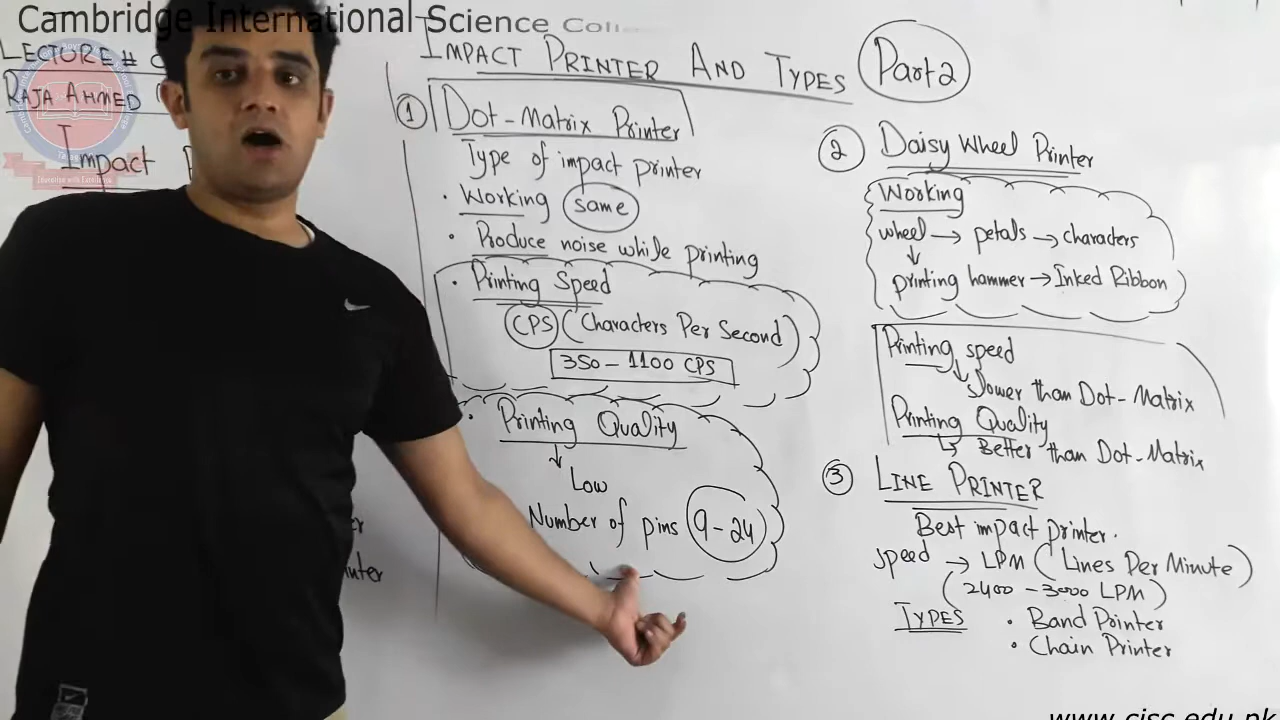 Cambridge International Science Coll
LECTURE #
RAJA AHMED
Impact
IMPACT PRINTER AND TYPES Part 2
① Dot-Matrix Printer
Type of impact printer
• Working same
• Produce noise while printing
• Printing Speed
CPS (Characters Per Second)
350 – 1100 CPS
• Printing Quality
↓
Low
Number of pins 9-24
② Daisy Wheel Printer
Working
wheel → petals → characters
↓
printing hammer → Inked Ribbon
Printing speed
↳ Slower than Dot-Matrix
Printing Quality
↳ Better than Dot-Matrix
③ LINE PRINTER
Best impact printer.
speed → LPM (Lines Per Minute)
(2400 – 3000 LPM)
TYPES • Band Printer
• Chain Printer
www.cisc.edu.pk